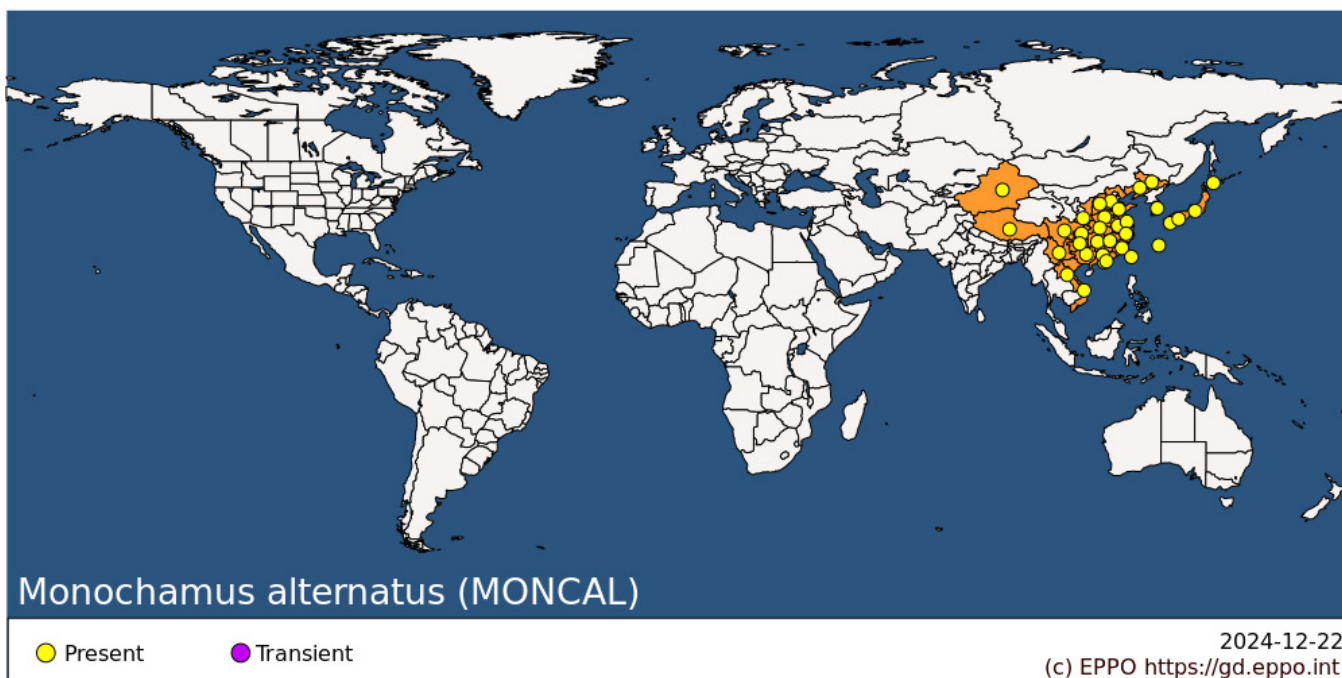 Monochamus alternatus (MONCAL)
Present
Transient
2024-12-22
(c) EPPO https://gd.eppo.int